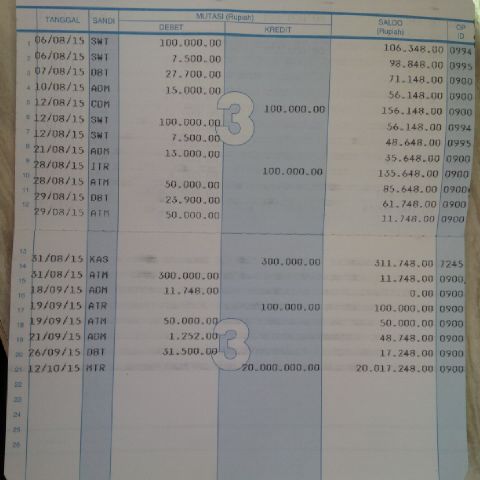 TANGGAL SANDI MUTASI (Rupiah) SALDO (Rupiah) OP ID
DEBET KREDIT
1 06/08/15 SWT 100.000.00 106.348.00 0994
2 06/08/15 SWT 7.500.00 98.848.00 0995
3 07/08/15 DBT 27.700.00 71.148.00 0900
4 10/08/15 ADM 15.000.00 56.148.00 0900
5 12/08/15 CDM 100.000.00 156.148.00 0900
6 12/08/15 SWT 100.000.00 56.148.00 0994
7 12/08/15 SWT 7.500.00 48.648.00 0995
8 21/08/15 ADM 13.000.00 35.648.00 0900
9 28/08/15 ITR 100.000.00 135.648.00 0900
10 28/08/15 ATM 50.000.00 85.648.00 0900
11 29/08/15 DBT 23.900.00 61.748.00 0900
12 29/08/15 ATM 50.000.00 11.748.00 0900
3
13
14 31/08/15 KAS 300.000.00 311.748.00 7245
15 31/08/15 ATM 300.000.00 11.748.00 0900
16 18/09/15 ADM 11.748.00 0.00 0900
17 19/09/15 ATR 100.000.00 100.000.00 0900
18 19/09/15 ATM 50.000.00 50.000.00 0900
19 21/09/15 ADM 1.252.00 48.748.00 0900
20 26/09/15 DBT 31.500.00 17.248.00 0900
21 12/10/15 MTR 20.000.000.00 20.017.248.00 0900
3
22
23
24
25
26